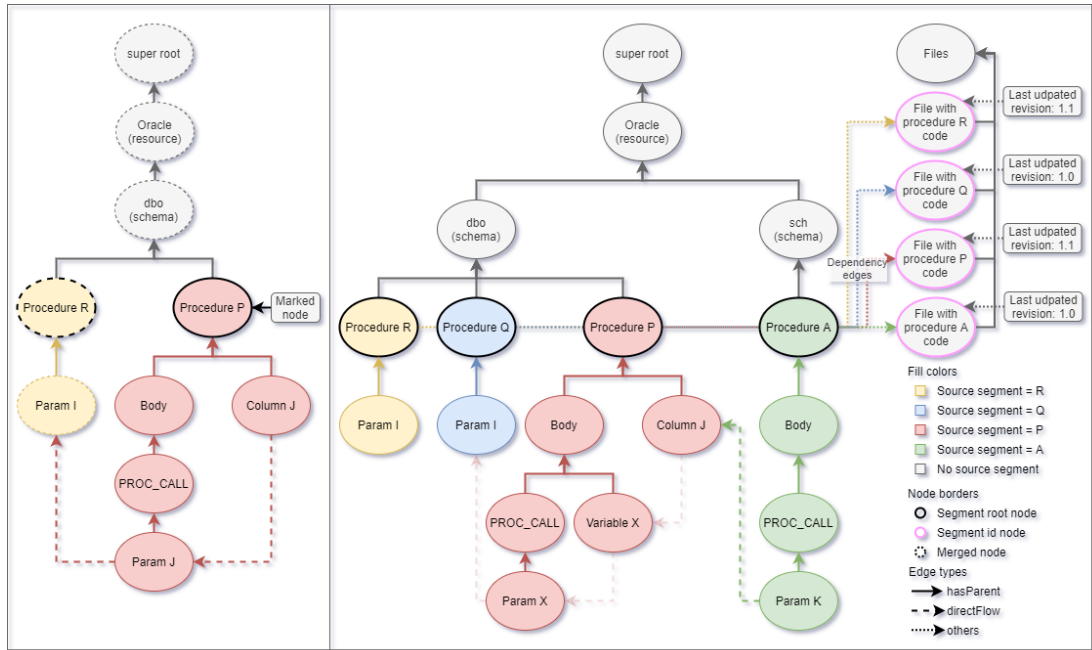 super root
Oracle
(resource)
dbo
(schema)
Procedure R
Procedure P
Marked
node
Param I
Body
Column J
PROC_CALL
Param J
super root
Oracle
(resource)
dbo
(schema)
sch
(schema)
Procedure R
Procedure Q
Procedure P
Procedure A
Param I
Param I
Body
Column J
Body
PROC_CALL
Variable X
PROC_CALL
Param X
Param K
Dependency
edges
Files
File with
procedure R
code
Last udpated
revision: 1.1
File with
procedure Q
code
Last udpated
revision: 1.0
File with
procedure P
code
Last udpated
revision: 1.1
File with
procedure A
code
Last udpated
revision: 1.0
Fill colors
Source segment = R
Source segment = Q
Source segment = P
Source segment = A
No source segment
Node borders
Segment root node
Segment id node
Merged node
Edge types
hasParent
directFlow
others